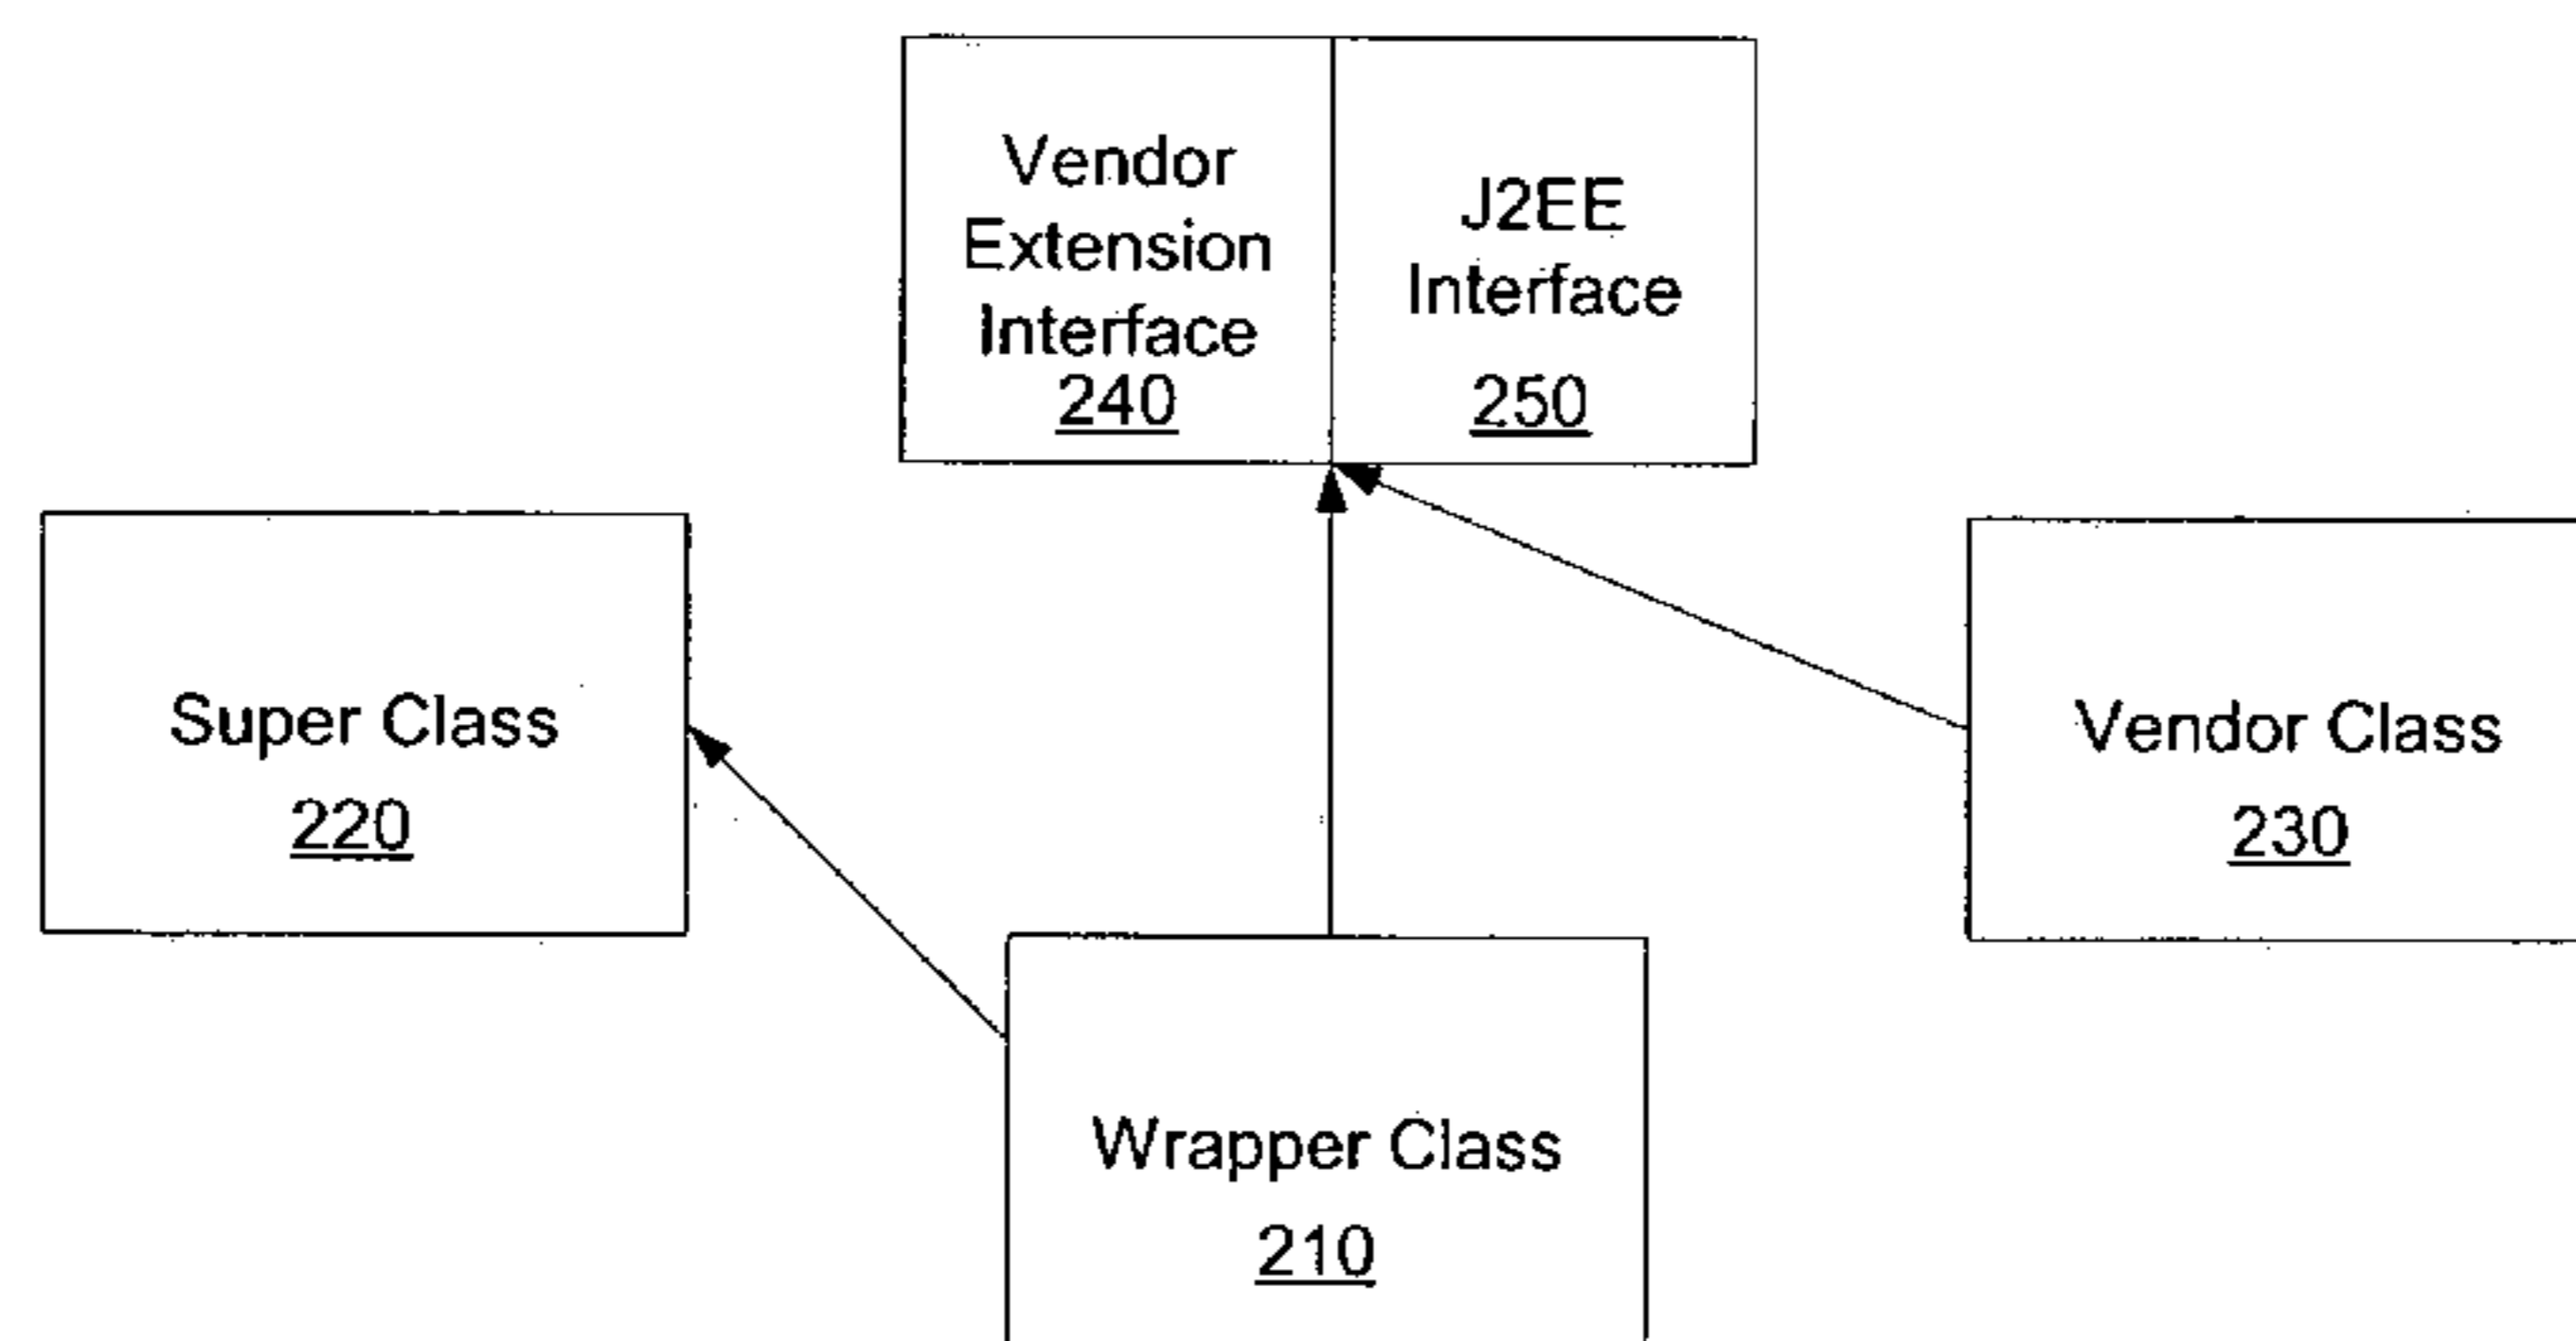 Vendor
Extension
Interface
240
J2EE
Interface
250
Super Class
220
Vendor Class
230
Wrapper Class
210